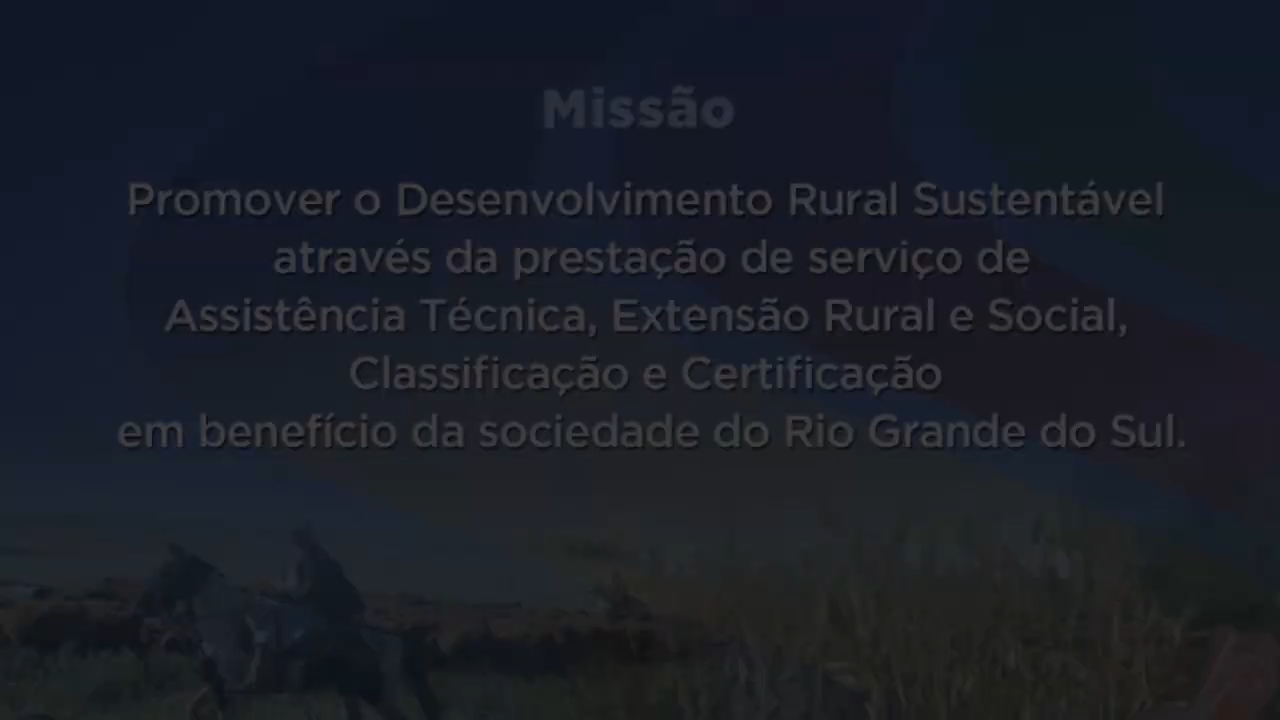 Missão
Promover o Desenvolvimento Rural Sustentável
através da prestação de serviço de
Assistência Técnica, Extensão Rural e Social,
Classificação e Certificação
em benefício da sociedade do Rio Grande do Sul.